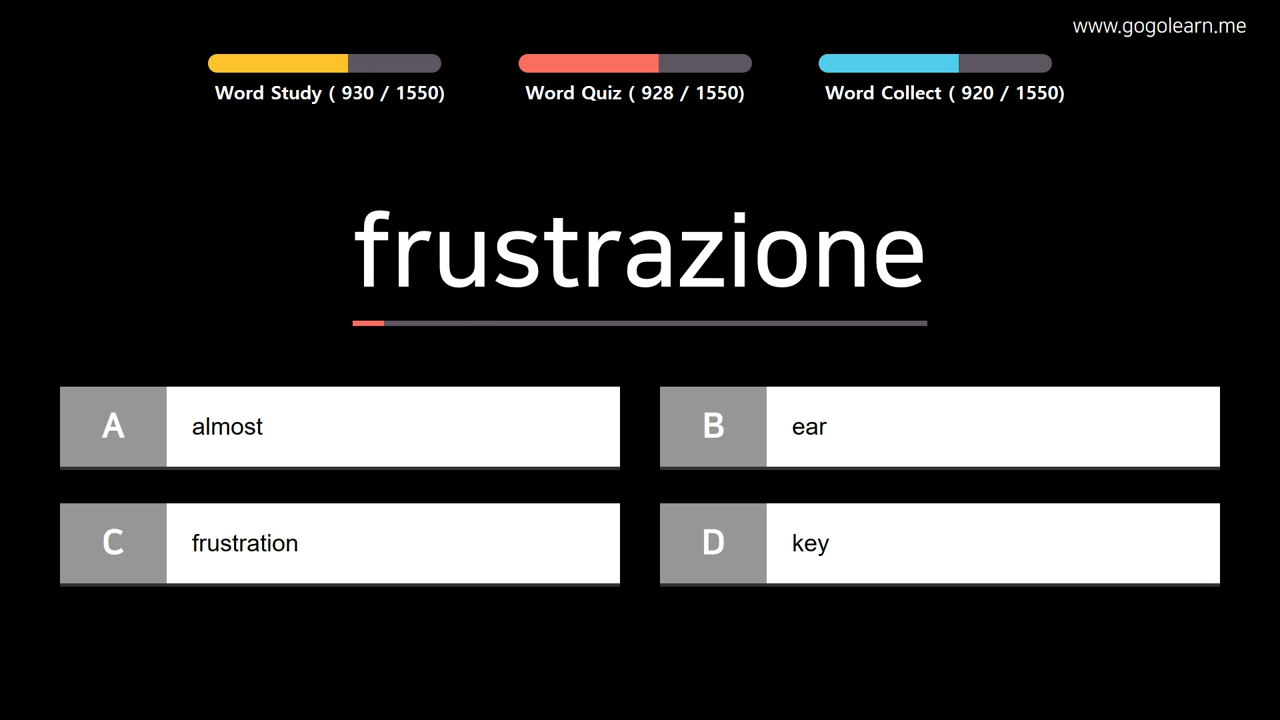 www.gogolearn.me
Word Study ( 930 / 1550)
Word Quiz ( 928 / 1550)
Word Collect ( 920 / 1550)
frustrazione
A almost
B ear
C frustration
D key